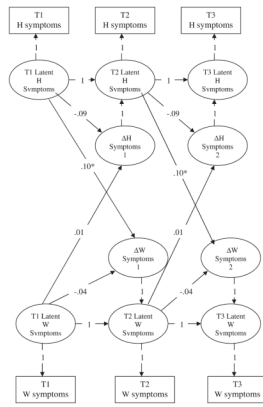 T1
H symptoms
T2
H symptoms
T3
H symptoms
1
1
1
T1 Latent
H
Symptoms
1
T2 Latent
H
Symptoms
1
T3 Latent
H
Symptoms
-.09
1
-.09
1
ΔH
Symptoms
1
ΔH
Symptoms
2
.10*
.10*
.01
.01
ΔW
Symptoms
1
ΔW
Symptoms
2
-.04
1
-.04
1
T1 Latent
W
Symptoms
1
T2 Latent
W
Symptoms
1
T3 Latent
W
Symptoms
1
1
1
T1
W symptoms
T2
W symptoms
T3
W symptoms